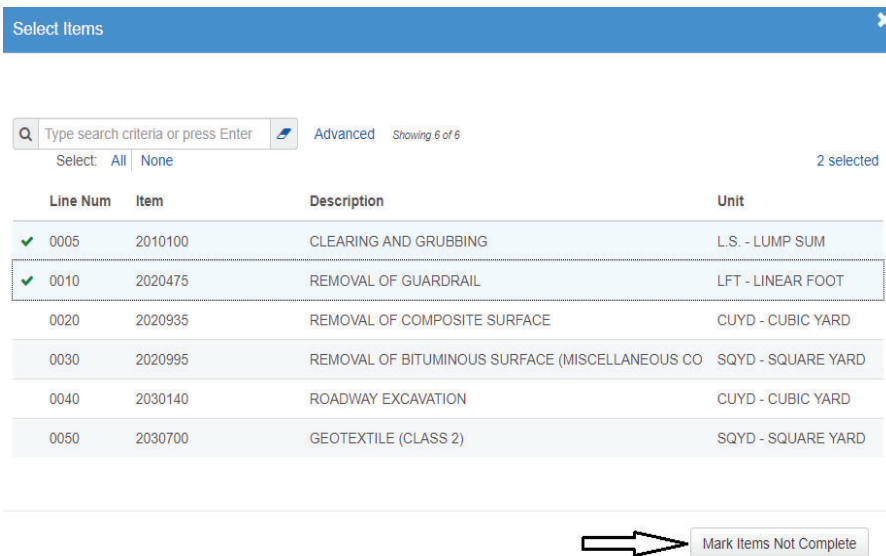 Select Items
Type search criteria or press Enter Advanced Showing 6 of 6
Select: All None 2 selected
Line Num Item Description Unit
0005 2010100 CLEARING AND GRUBBING L.S. - LUMP SUM
0010 2020475 REMOVAL OF GUARDRAIL LFT - LINEAR FOOT
0020 2020935 REMOVAL OF COMPOSITE SURFACE CUYD - CUBIC YARD
0030 2020995 REMOVAL OF BITUMINOUS SURFACE (MISCELLANEOUS CO SQYD - SQUARE YARD
0040 2030140 ROADWAY EXCAVATION CUYD - CUBIC YARD
0050 2030700 GEOTEXTILE (CLASS 2) SQYD - SQUARE YARD
Mark Items Not Complete